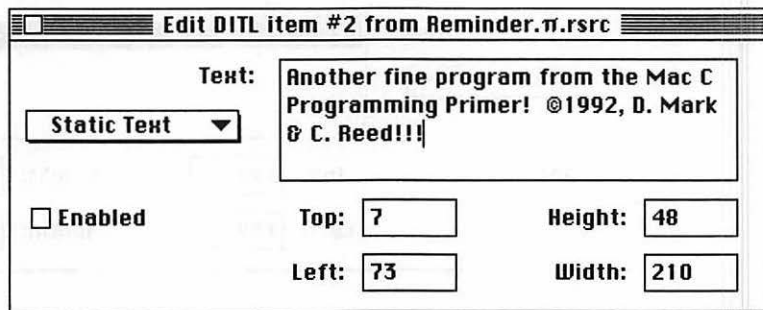 Edit DITL item #2 from Reminder.π.rsrc
Text:
Another fine program from the Mac C
Programming Primer!  ©1992, D. Mark
& C. Reed!!!
Static Text
Enabled
Top: 7
Height: 48
Left: 73
Width: 210